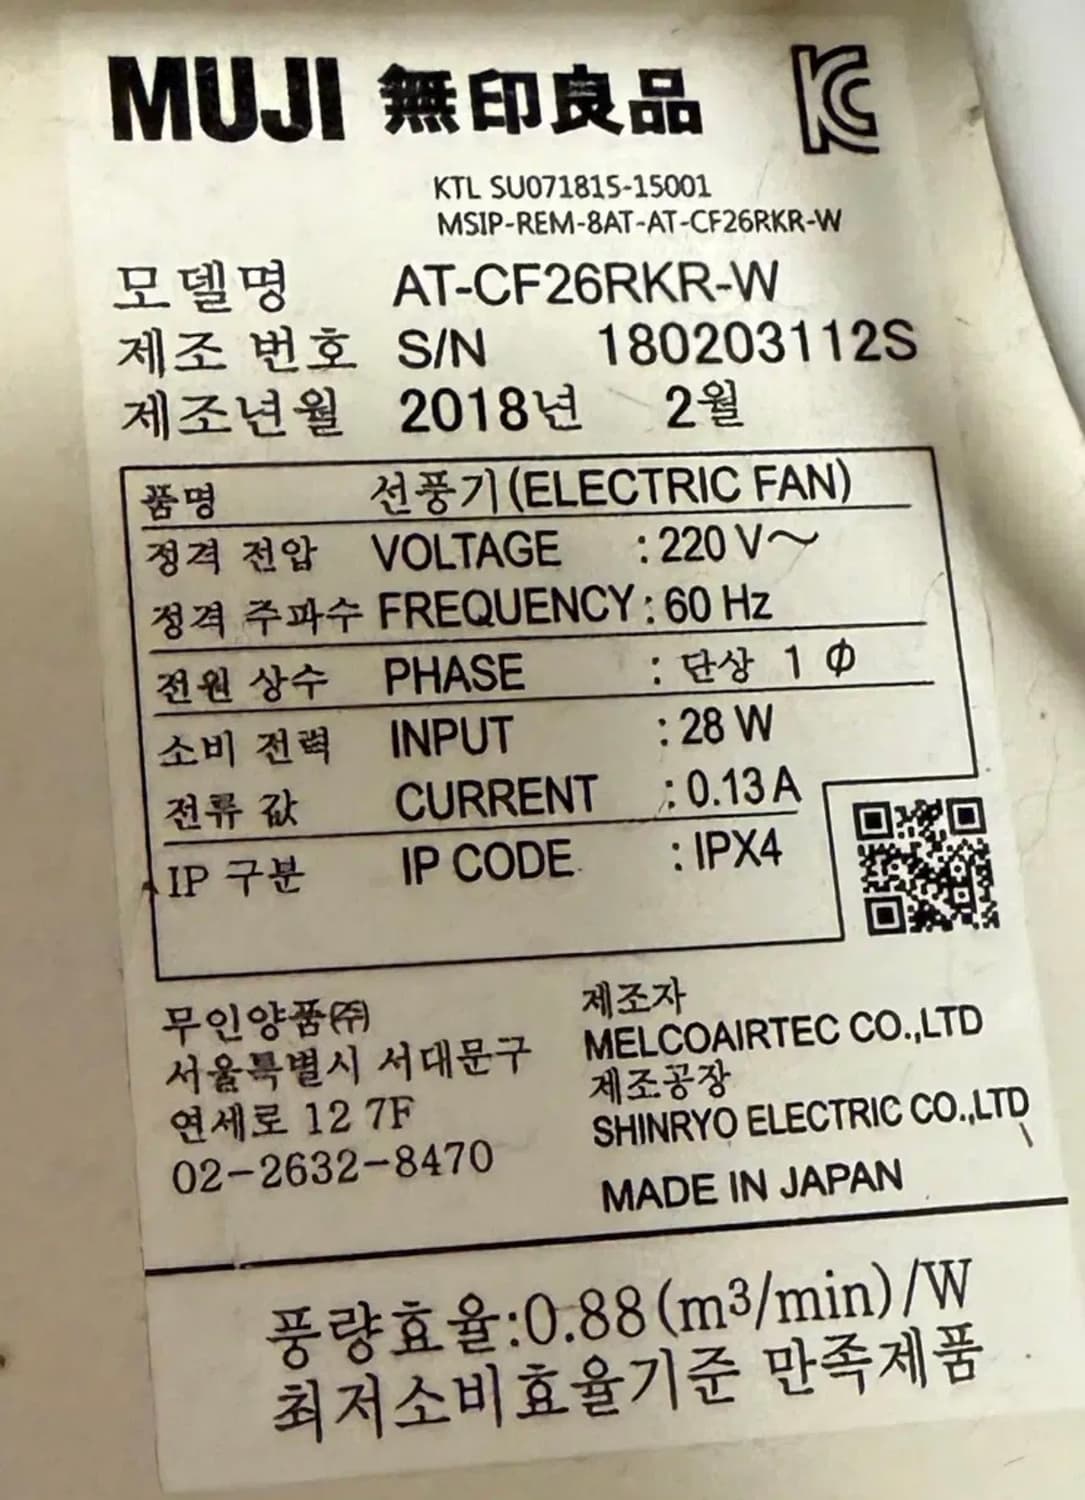 MUJI 無印良品
KTL SU071815-15001
MSIP-REM-8AT-AT-CF26RKR-W
모델명 AT-CF26RKR-W
제조 번호 S/N 180203112S
제조년월 2018년 2월
품명 선풍기(ELECTRIC FAN)
정격 전압 VOLTAGE : 220 V～
정격 주파수 FREQUENCY : 60 Hz
전원 상수 PHASE : 단상 1 Φ
소비 전력 INPUT : 28 W
전류 값 CURRENT : 0.13 A
IP 구분 IP CODE : IPX4
무인양품㈜
서울특별시 서대문구
연세로 12 7F
02-2632-8470
제조자
MELCOAIRTEC CO.,LTD
제조공장
SHINRYO ELECTRIC CO.,LTD
MADE IN JAPAN
풍량효율:0.88(m3/min)/W
최저소비효율기준 만족제품